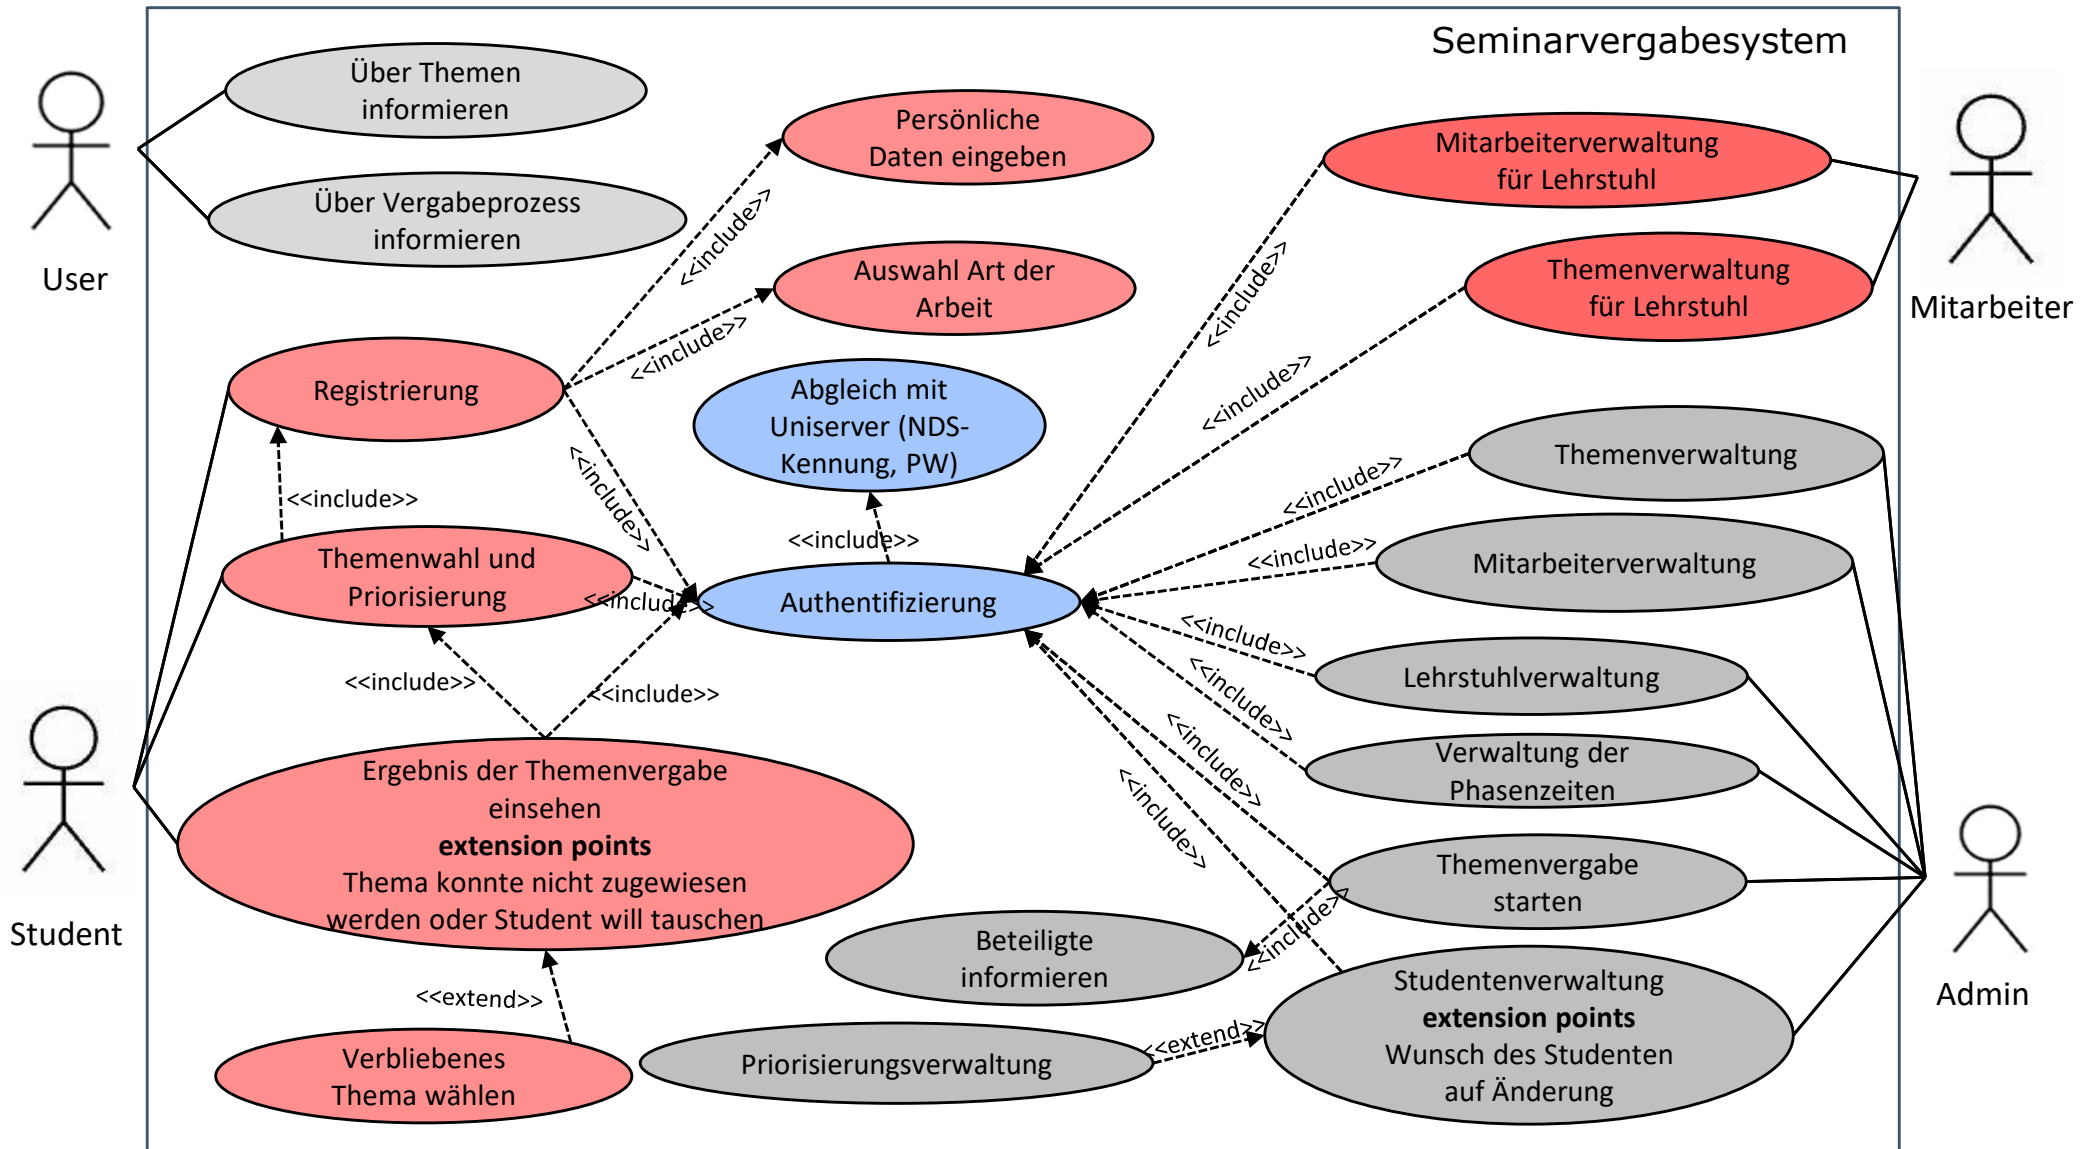 Seminarvergabesystem
Über Themen
informieren
Über Vergabeprozess
informieren
User
Persönliche
Daten eingeben
<<include>>
Auswahl Art der
Arbeit
<<include>>
Mitarbeiterverwaltung
für Lehrstuhl
<<include>>
Themenverwaltung
für Lehrstuhl
<<include>>
Mitarbeiter
Registrierung
<<include>>
<<include>>
Abgleich mit
Uniserver (NDS-
Kennung, PW)
<<include>>
Themenwahl und
Priorisierung
<<include>>
Authentifizierung
<<include>>
<<include>>
Themenverwaltung
<<include>>
Mitarbeiterverwaltung
<<include>>
Lehrstuhlverwaltung
<<include>>
Verwaltung der
Phasenzeiten
<<include>>
Themenvergabe
starten
<<include>>
<<include>>
<<include>>
Ergebnis der Themenvergabe
einsehen
extension points
Thema konnte nicht zugewiesen
werden oder Student will tauschen
Student
<<extend>>
Verbliebenes
Thema wählen
Beteiligte
informieren
Priorisierungsverwaltung
<<extend>>
Studentenverwaltung
extension points
Wunsch des Studenten
auf Änderung
Admin